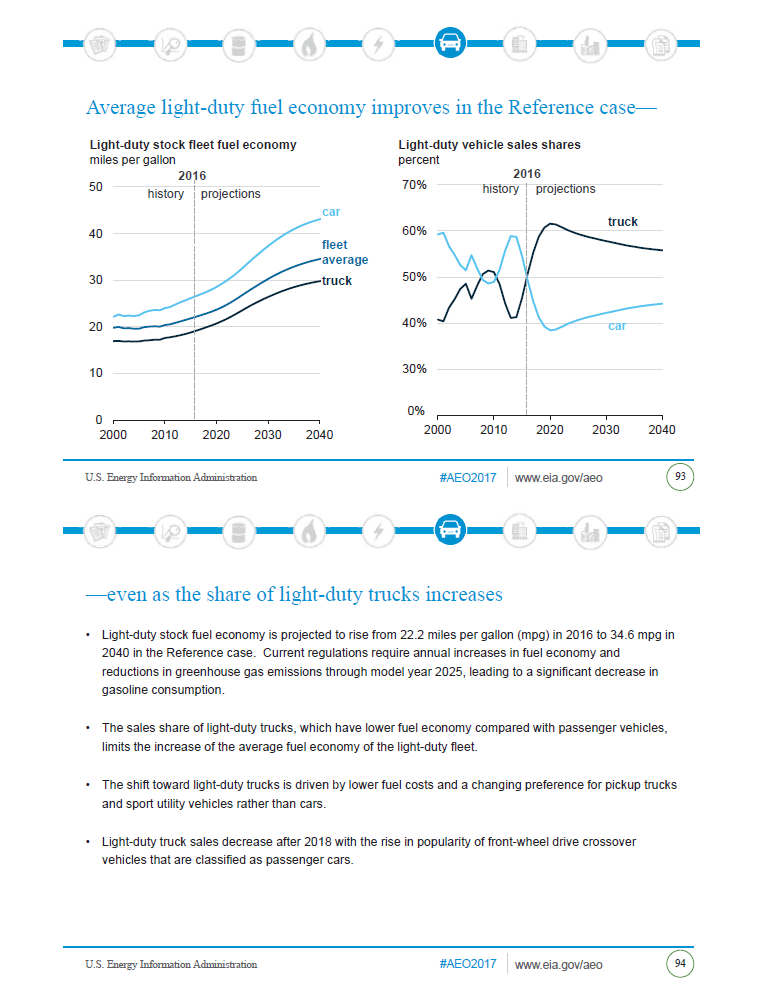 Average light-duty fuel economy improves in the Reference case—
Light-duty stock fleet fuel economy
miles per gallon
2016
history projections
50
40
30
20
10
0
car
fleet
average
truck
2000 2010 2020 2030 2040
Light-duty vehicle sales shares
percent
2016
history projections
70%
60%
50%
40%
30%
0%
truck
car
2000 2010 2020 2030 2040
U.S. Energy Information Administration #AEO2017 www.eia.gov/aeo 93
—even as the share of light-duty trucks increases
• Light-duty stock fuel economy is projected to rise from 22.2 miles per gallon (mpg) in 2016 to 34.6 mpg in
2040 in the Reference case. Current regulations require annual increases in fuel economy and
reductions in greenhouse gas emissions through model year 2025, leading to a significant decrease in
gasoline consumption.
• The sales share of light-duty trucks, which have lower fuel economy compared with passenger vehicles,
limits the increase of the average fuel economy of the light-duty fleet.
• The shift toward light-duty trucks is driven by lower fuel costs and a changing preference for pickup trucks
and sport utility vehicles rather than cars.
• Light-duty truck sales decrease after 2018 with the rise in popularity of front-wheel drive crossover
vehicles that are classified as passenger cars.
U.S. Energy Information Administration #AEO2017 www.eia.gov/aeo 94